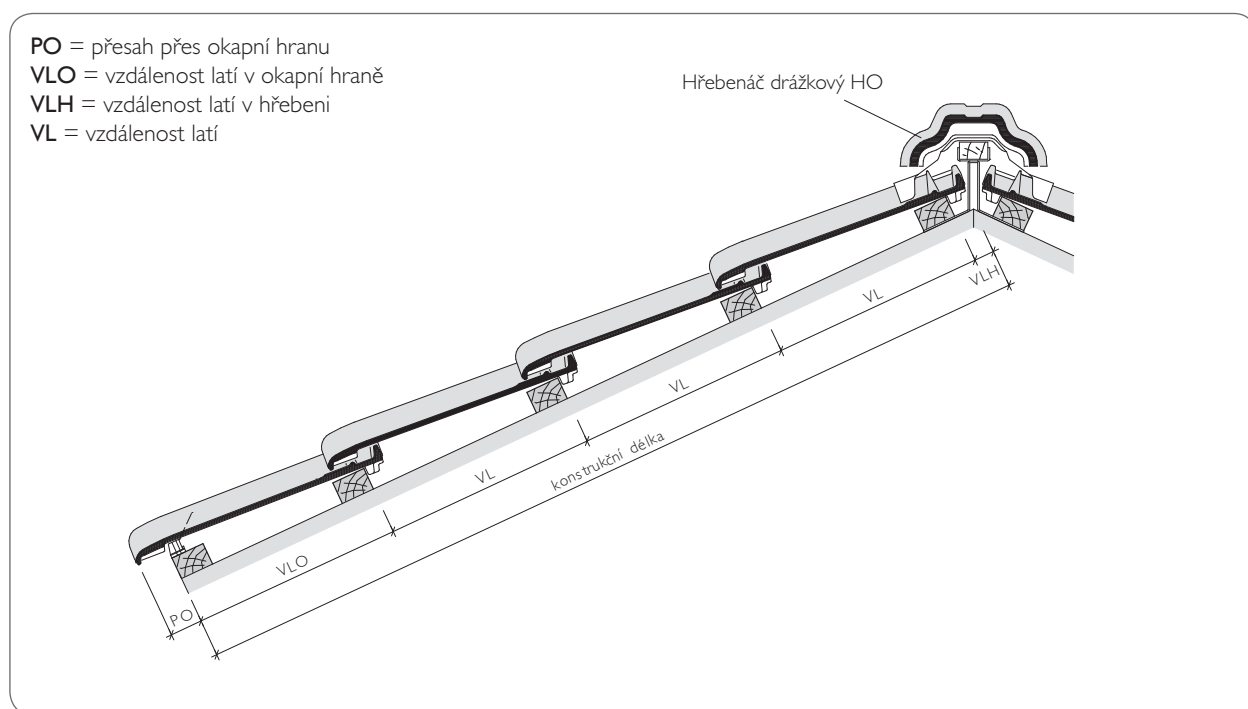 PO = přesah přes okapní hranu
VLO = vzdálenost latí v okapní hraně
VLH = vzdálenost latí v hřebeni
VL = vzdálenost latí
Hřebenáč drážkový HO
VLH
VL
VL
konstrukční délka
VL
VLO
PO